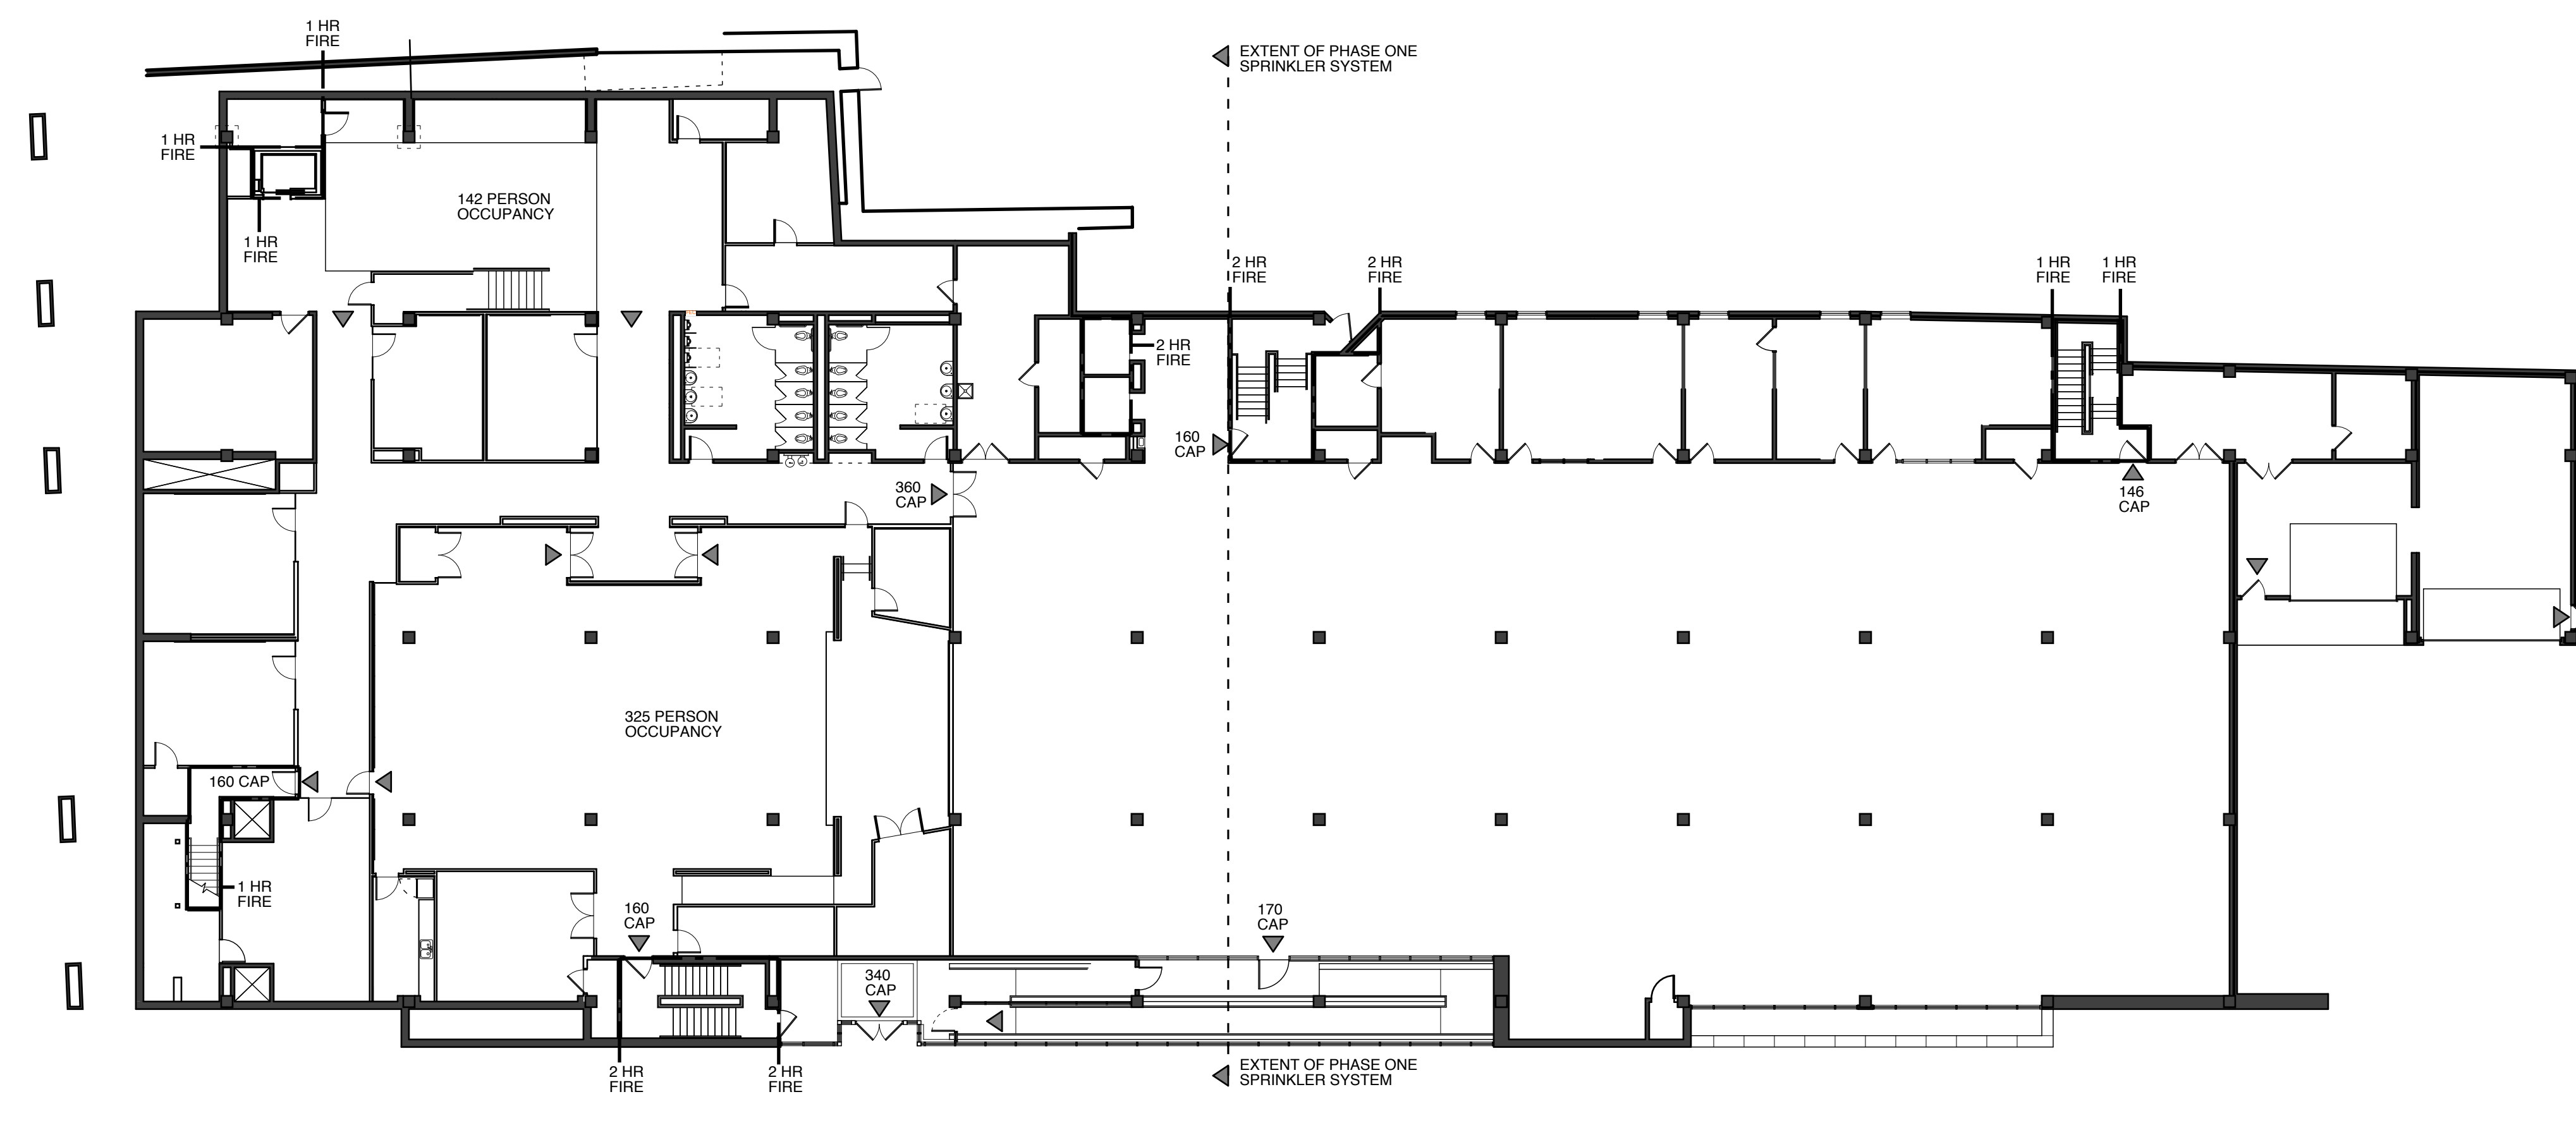 1 HR
FIRE
EXTENT OF PHASE ONE
SPRINKLER SYSTEM
1 HR
FIRE
142 PERSON
OCCUPANCY
1 HR
FIRE
2 HR
FIRE
2 HR
FIRE
1 HR
FIRE
1 HR
FIRE
2 HR
FIRE
160
CAP
360
CAP
146
CAP
325 PERSON
OCCUPANCY
160 CAP
1 HR
FIRE
160
CAP
170
CAP
340
CAP
2 HR
FIRE
2 HR
FIRE
EXTENT OF PHASE ONE
SPRINKLER SYSTEM